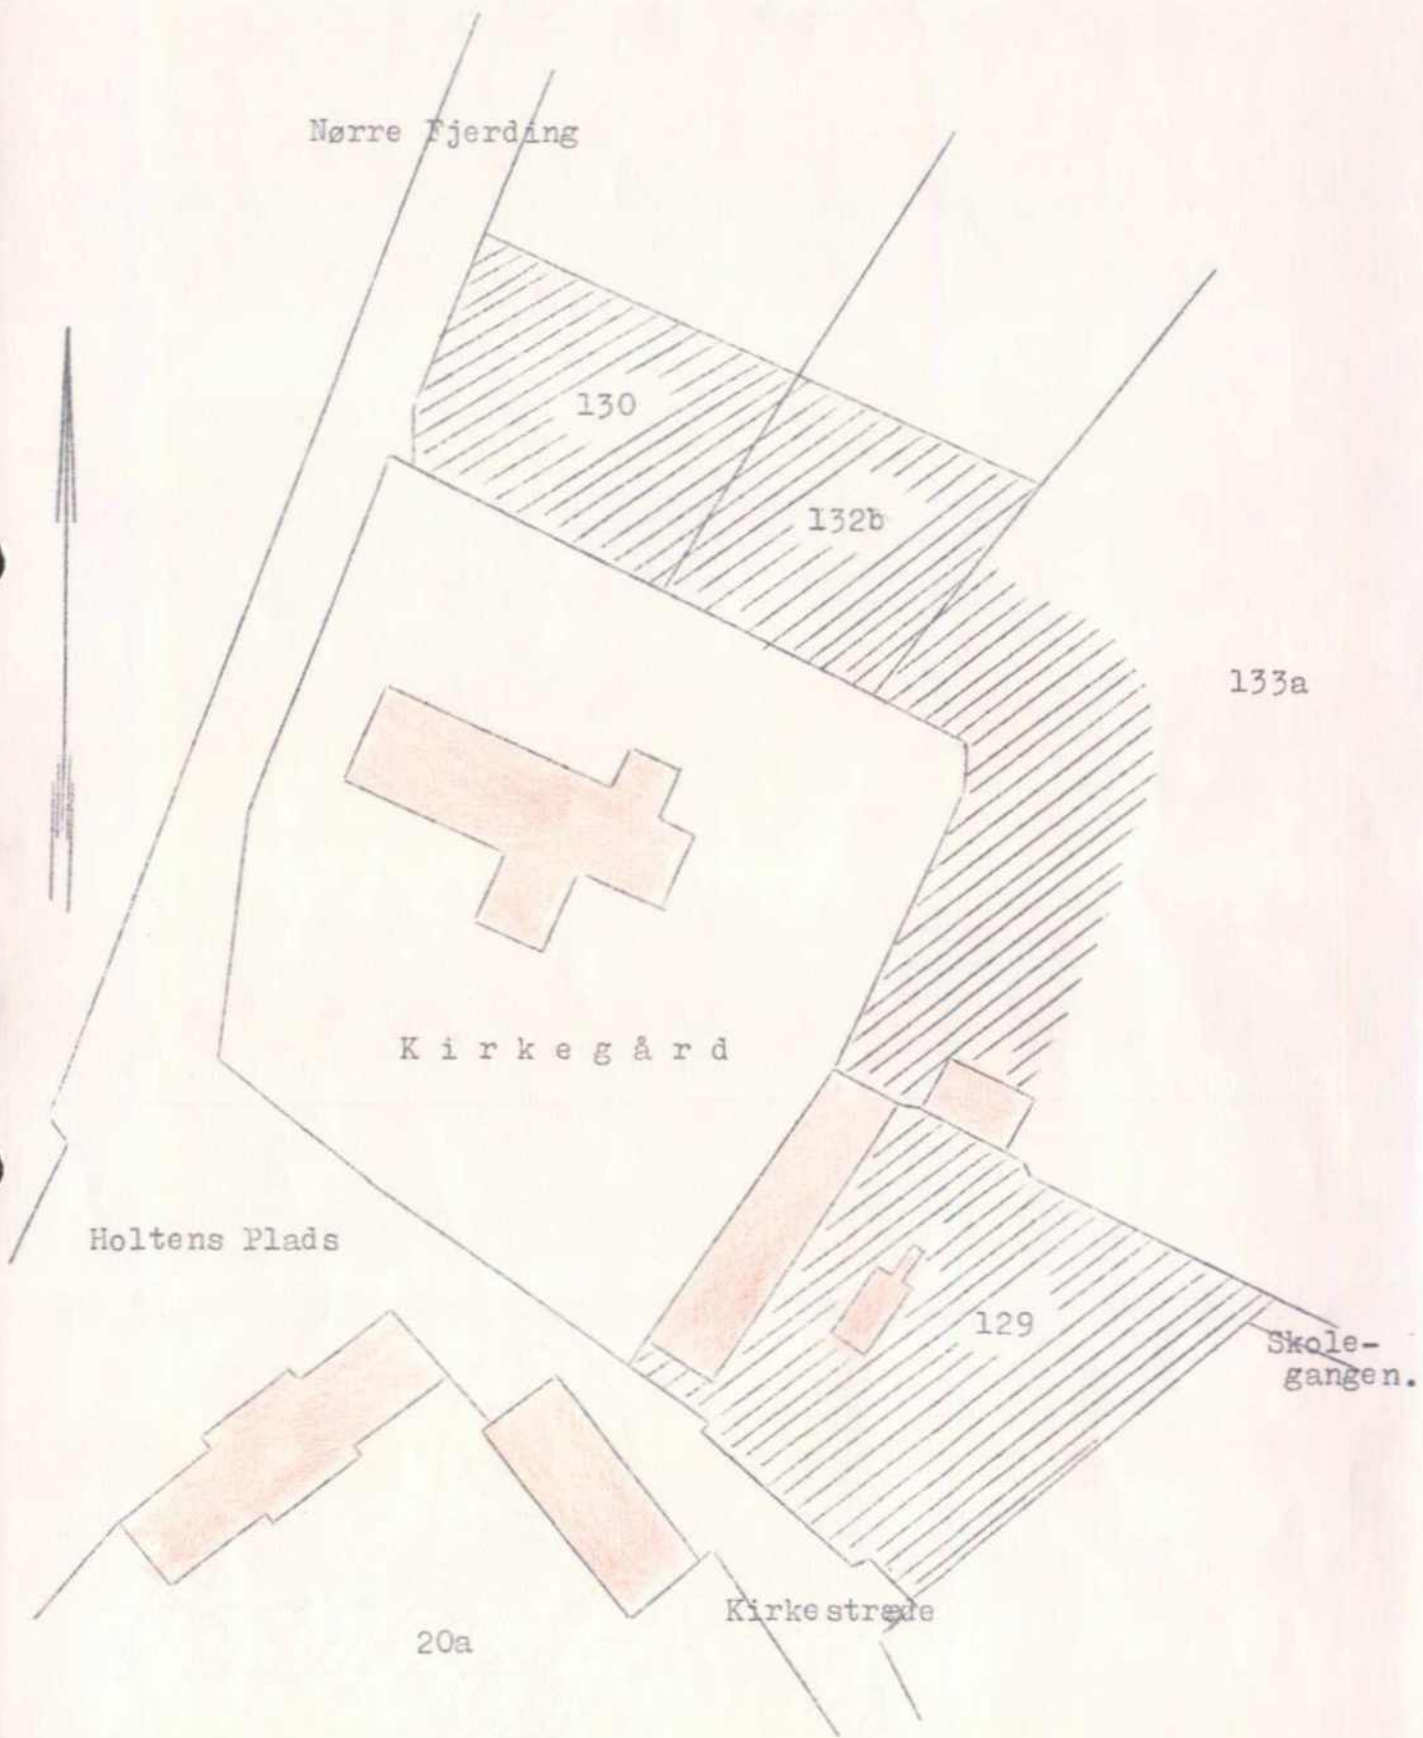 Nørre Fjerding
130
132b
133a
Kirkegård
Holtens Plads
129
Skole-
gangen.
Kirkestræde
20a